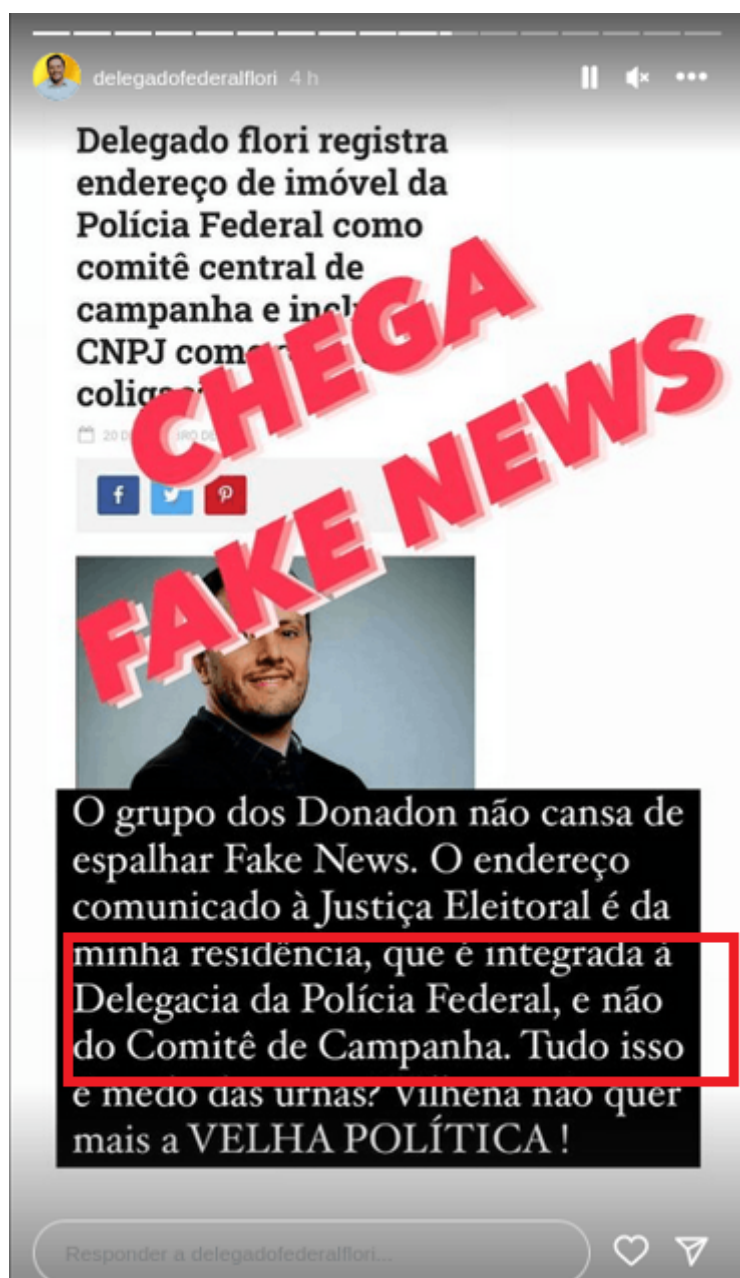 delegadofederalflori 4 h
Delegado flori registra
endereço de imóvel da
Polícia Federal como
comitê central de
campanha e
CNPJ
CHEGA
FAKE NEWS
O grupo dos Donadon não cansa de
espalhar Fake News. O endereço
comunicado à Justiça Eleitoral é da
minha residência, que é integrada à
Delegacia da Polícia Federal, e não
do Comitê de Campanha. Tudo isso
é medo das urnas? Vilhena não quer
mais a VELHA POLÍTICA !
Responder a delegadofederalflori...